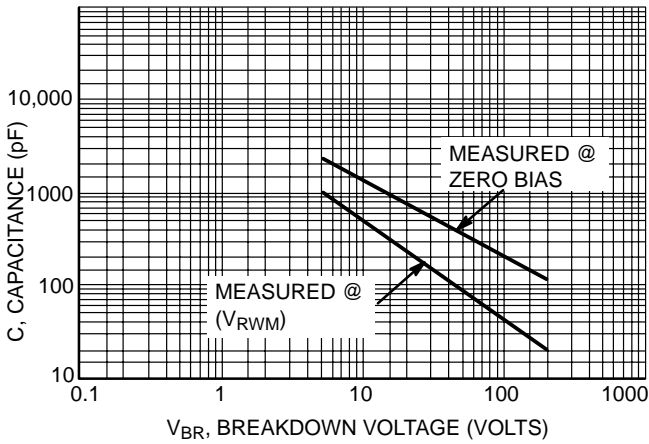 C, CAPACITANCE (pF)
10,000
1000
100
10
MEASURED @
ZERO BIAS
MEASURED @
(VRWM)
0.1
1
10
100
1000
VBR, BREAKDOWN VOLTAGE (VOLTS)